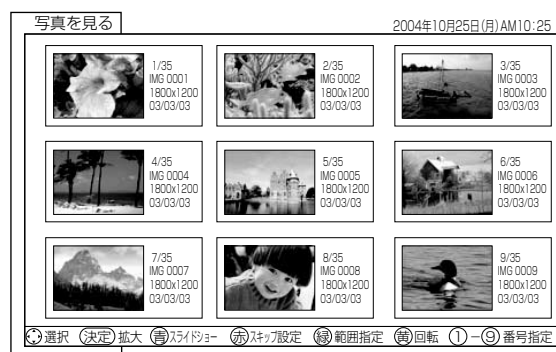 写真を見る
2004年10月25日(月)AM10:25
1/35
IMG 0001
1800x1200
03/03/03
2/35
IMG 0002
1800x1200
03/03/03
3/35
IMG 0003
1800x1200
03/03/03
4/35
IMG 0004
1800x1200
03/03/03
5/35
IMG 0005
1800x1200
03/03/03
6/35
IMG 0006
1800x1200
03/03/03
7/35
IMG 0007
1800x1200
03/03/03
8/35
IMG 0008
1800x1200
03/03/03
9/35
IMG 0009
1800x1200
03/03/03
選択 決定 拡大 青 スライドショー 赤 スキップ設定 緑 範囲指定 黄 回転 ①−⑨ 番号指定